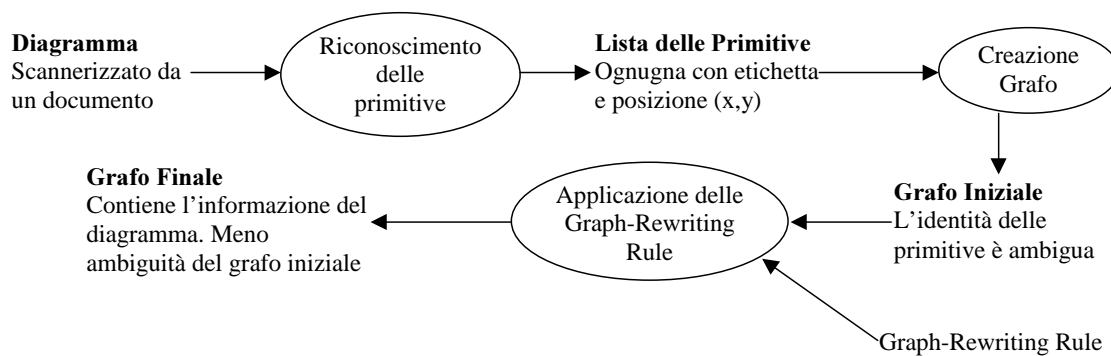 Diagramma
Scannerizzato da
un documento
Riconoscimento
delle
primitive
Lista delle Primitive
Ognugna con etichetta
e posizione (x,y)
Creazione
Grafo
Grafo Iniziale
L'identità delle
primitive è ambigua
Applicazione delle
Graph-Rewriting
Rule
Grafo Finale
Contiene l'informazione del
diagramma. Meno
ambiguità del grafo iniziale
Graph-Rewriting Rule